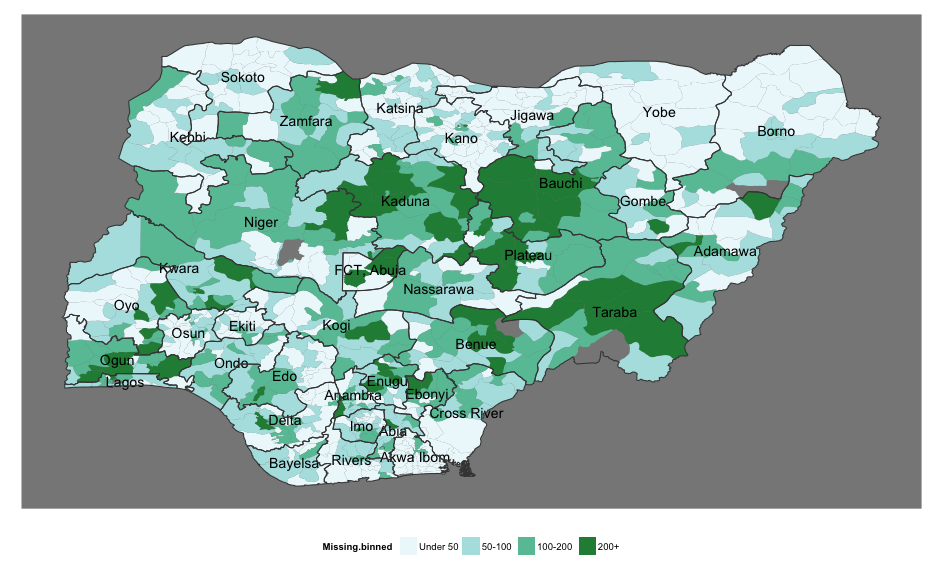 Sokoto
Katsina
Zamfara
Jigawa
Yobe
Kebbi
Kano
Borno
Bauchi
Kaduna
Gombe
Niger
Plateau
Adamawa
Kwara
FCT, Abuja
Nassarawa
Oyo
Taraba
Osun
Ekiti
Kogi
Benue
Ogun
Ondo
Lagos
Edo
Enugu
Anambra
Ebonyi
Cross River
Delta
Imo
Abia
Bayelsa
Rivers
Akwa Ibom
Missing.binned Under 50 50-100 100-200 200+